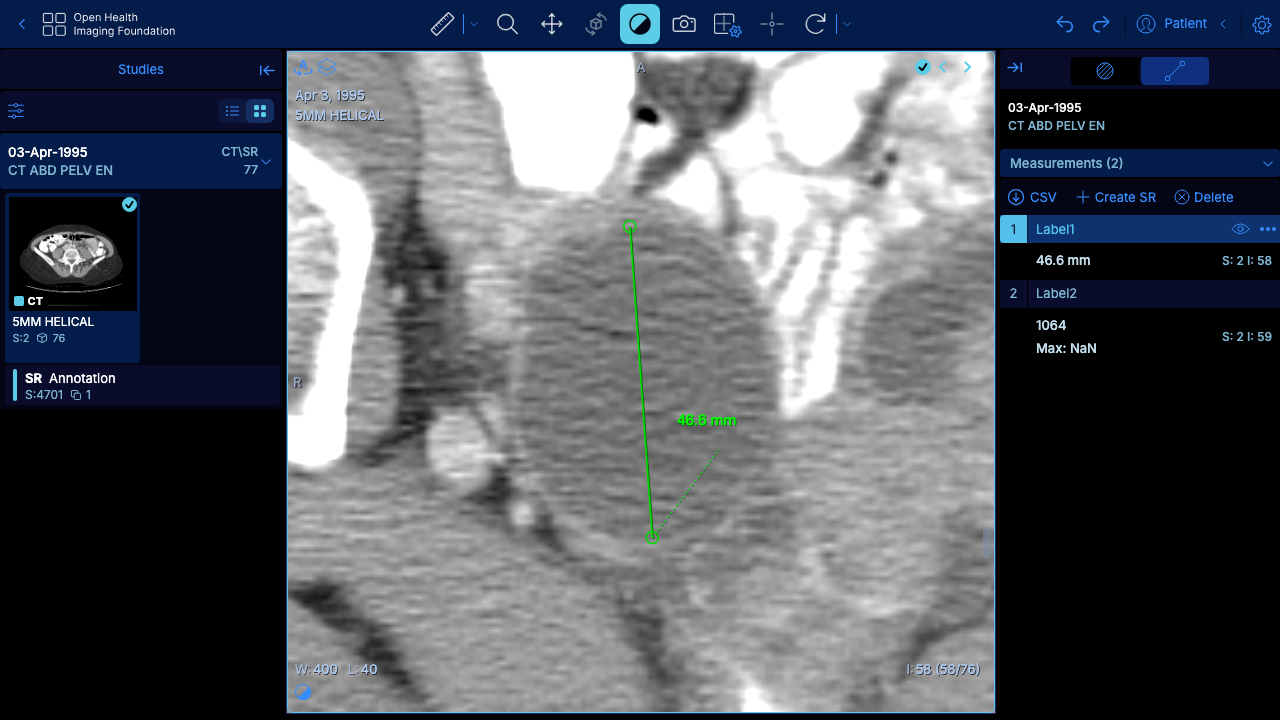 Open Health
Imaging Foundation
Patient
Studies
03-Apr-1995
CT\SR
CT ABD PELV EN
77
CT
5MM HELICAL
S:2
76
SR Annotation
S:4701
1
A
A
Apr 3, 1995
5MM HELICAL
R
46.6 mm
W: 400 L: 40
I: 58 (58/76)
03-Apr-1995
CT ABD PELV EN
Measurements (2)
CSV
Create SR
Delete
1 Label1
46.6 mm
S: 2 I: 58
2 Label2
1064
Max: NaN
S: 2 I: 59